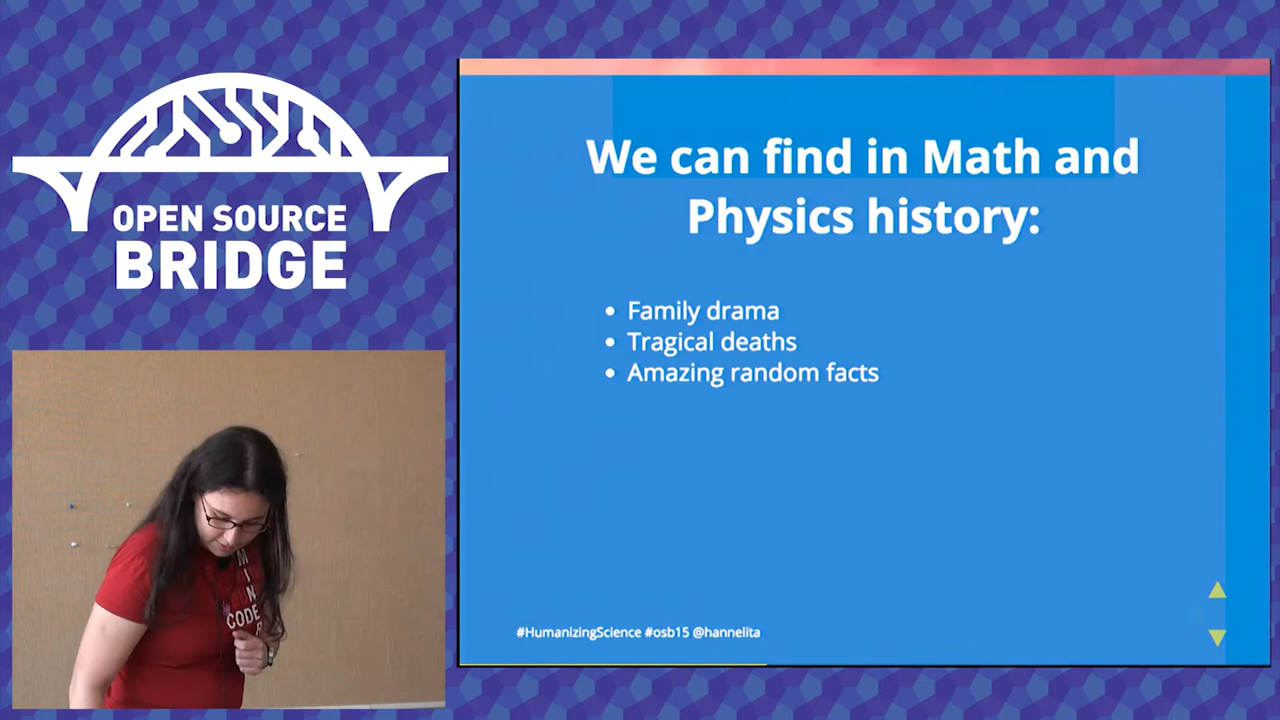 OPEN SOURCE
BRIDGE
We can find in Math and
Physics history:
• Family drama
• Tragical deaths
• Amazing random facts
#HumanizingScience #osb15 @hannelita
CODE